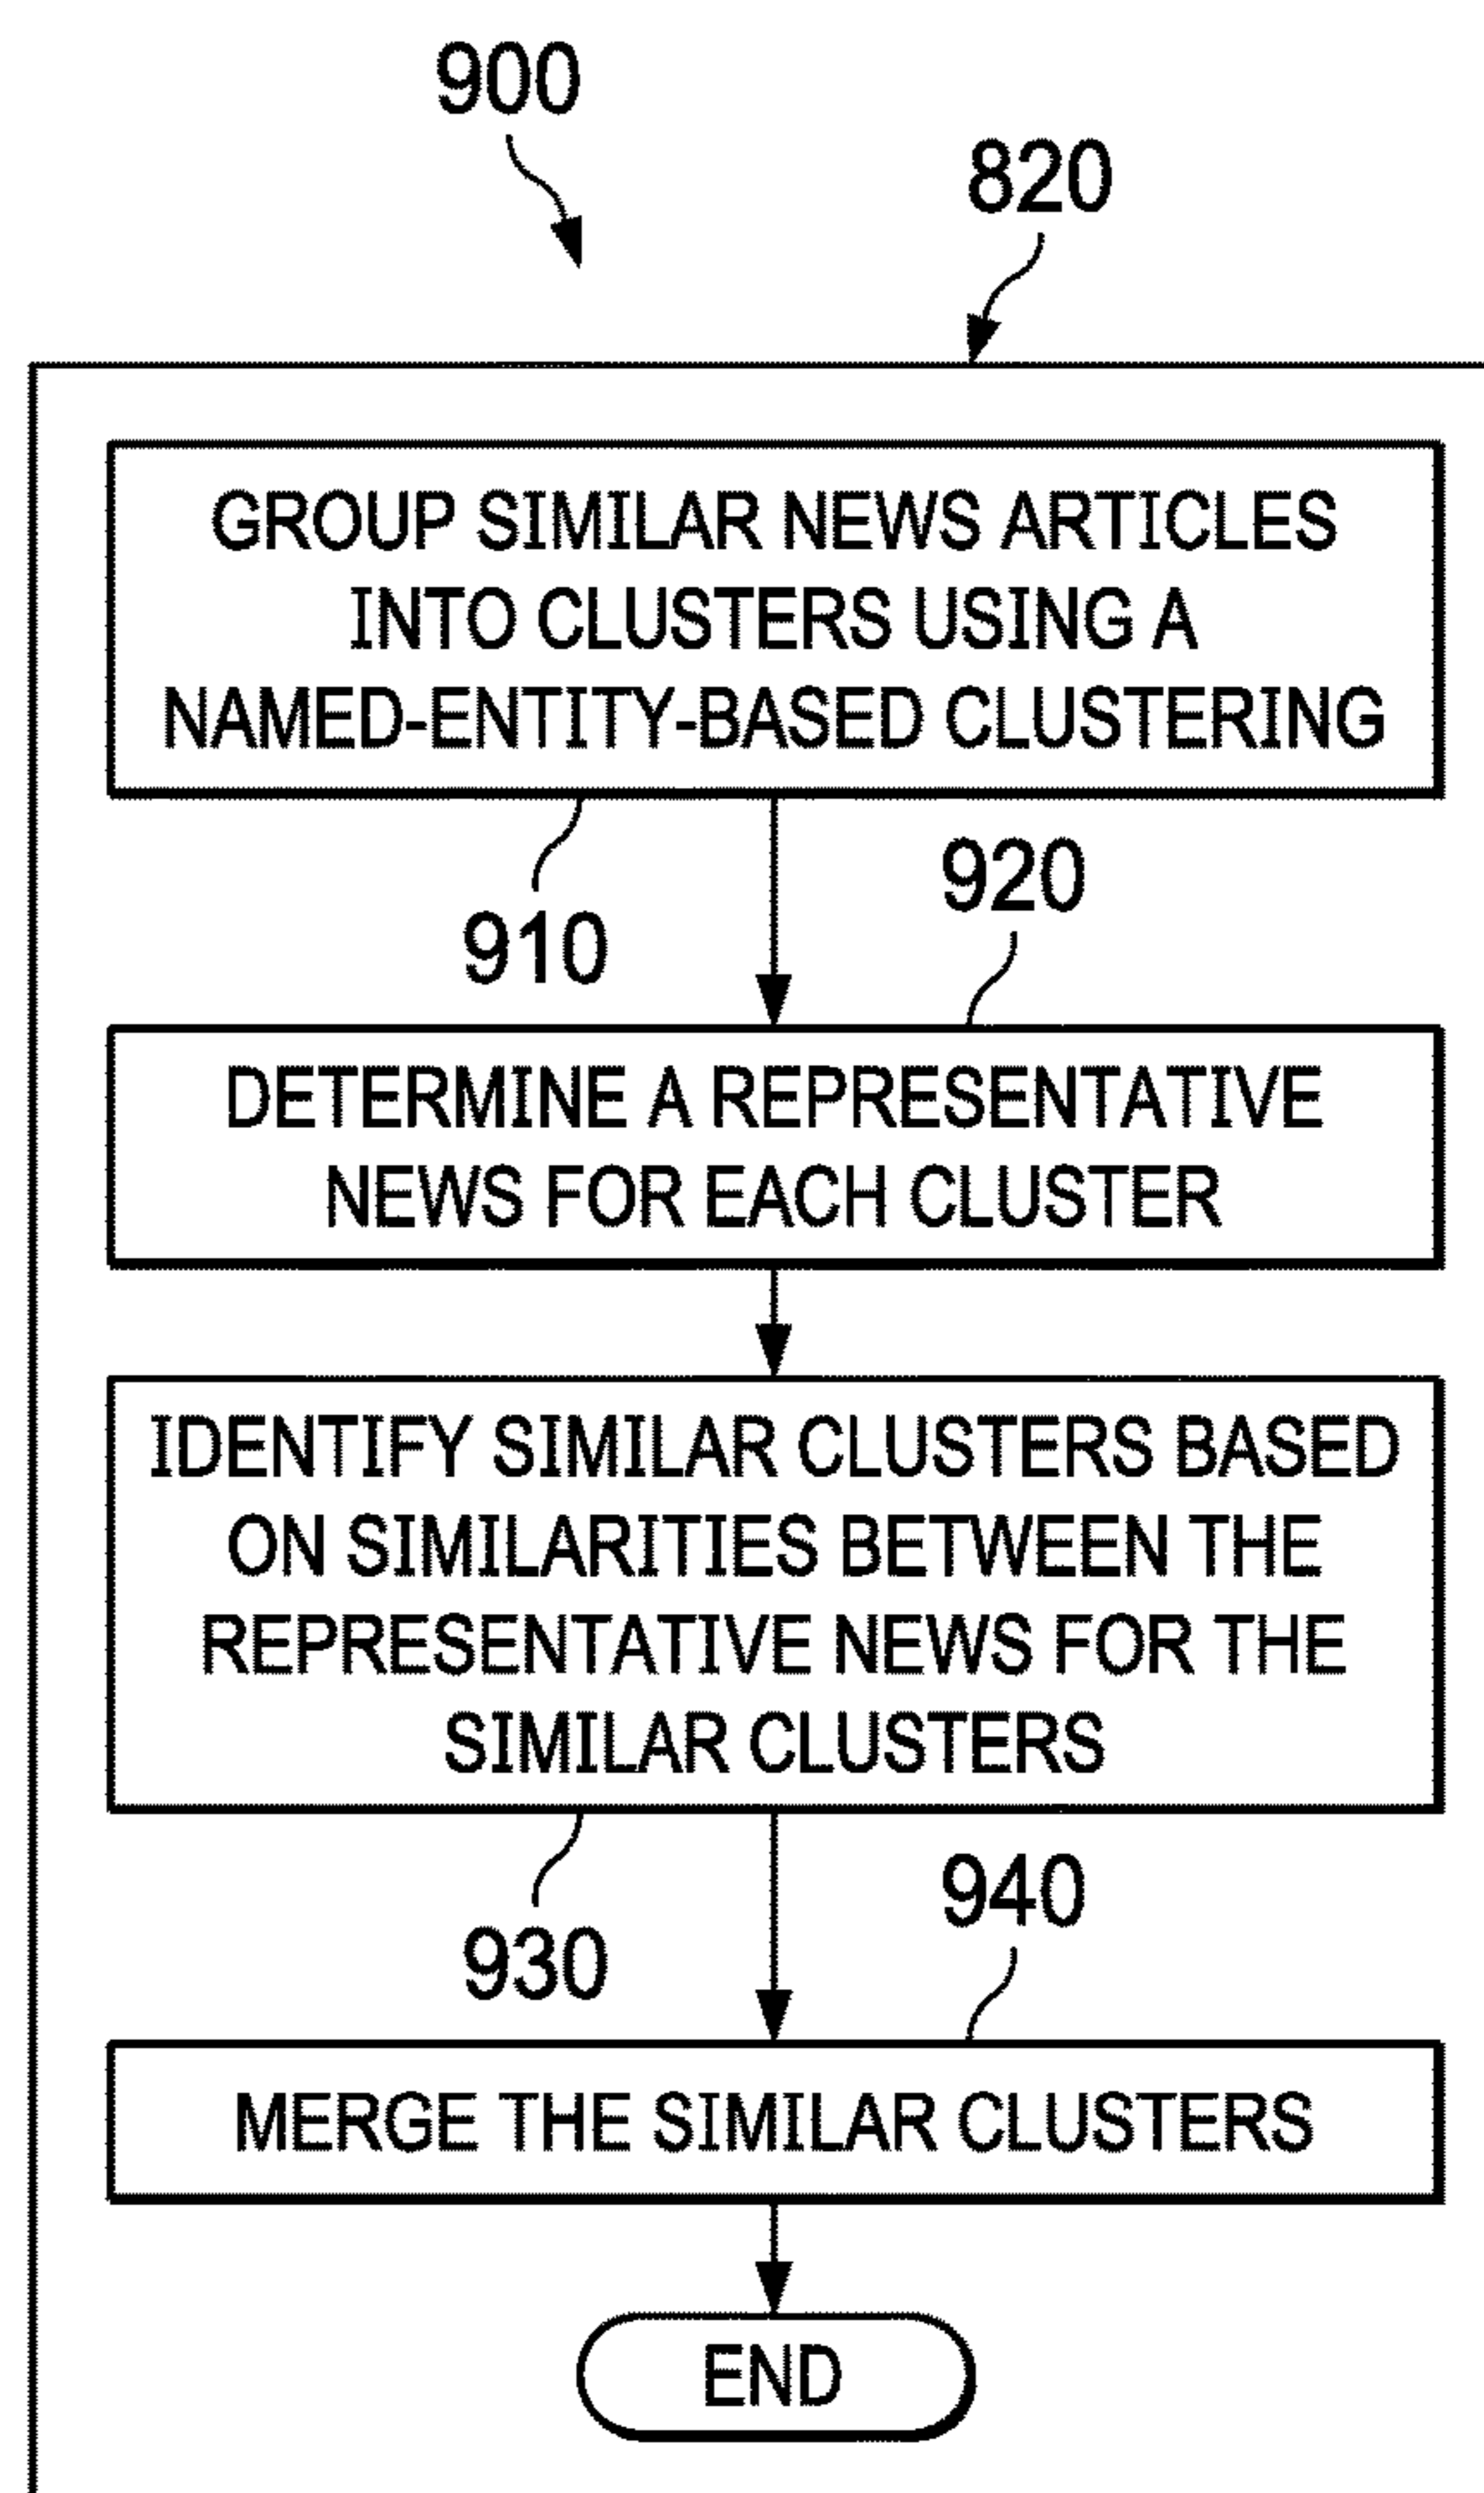 900
820
GROUP SIMILAR NEWS ARTICLES
INTO CLUSTERS USING A
NAMED-ENTITY-BASED CLUSTERING
910
920
DETERMINE A REPRESENTATIVE
NEWS FOR EACH CLUSTER
IDENTIFY SIMILAR CLUSTERS BASED
ON SIMILARITIES BETWEEN THE
REPRESENTATIVE NEWS FOR THE
SIMILAR CLUSTERS
930
940
MERGE THE SIMILAR CLUSTERS
END